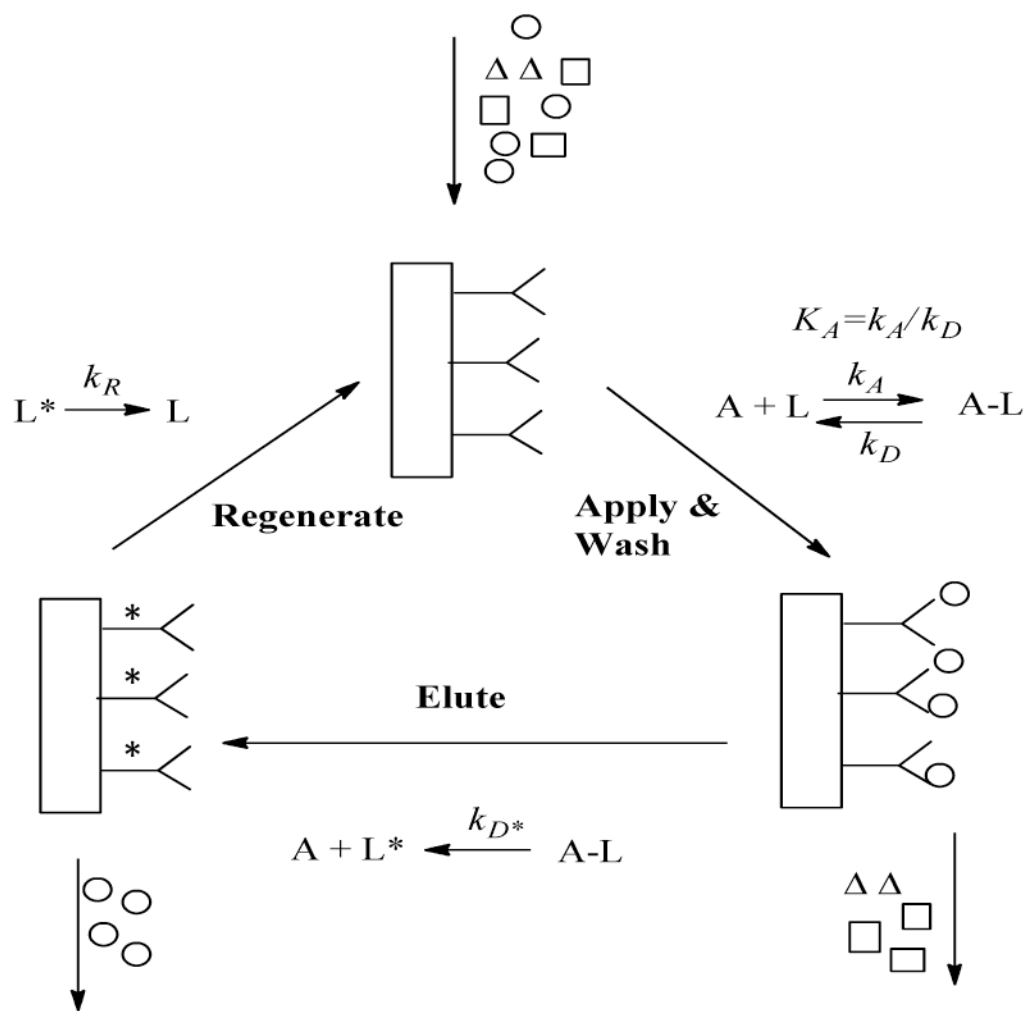 Δ Δ
K_A=k_A/k_D
k_R
L* → L
k_A
A + L ⇌ A-L
k_D
Regenerate
Apply &
Wash
* 
*
*
Elute
k_D*
A + L* ← A-L
Δ Δ